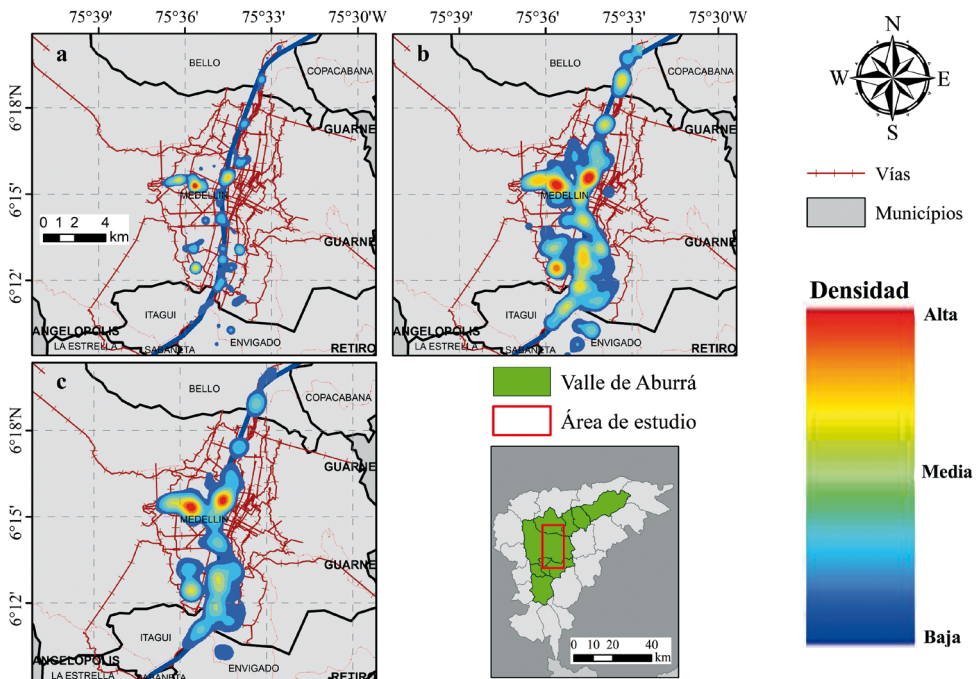 75°39' 75°36' 75°33' 75°30'W
75°39' 75°36' 75°33' 75°30'W
a
BELLO
COPACABANA
GUARNE
MEDELLIN
GUARNE
ITAGUI
ANGELOPOLIS
LA ESTRELLA
SABANETA
ENVIGADO
RETIRO
6°18'N
6°15'
6°12'
0 1 2 4
km
b
BELLO
COPACABANA
GUARNE
MEDELLIN
GUARNE
ITAGUI
ANGELOPOLIS
LA ESTRELLA
SABANETA
ENVIGADO
RETIRO
c
BELLO
COPACABANA
GUARNE
MEDELLIN
GUARNE
ITAGUI
ANGELOPOLIS
LA ESTRELLA
SABANETA
ENVIGADO
RETIRO
6°18'N
6°15'
6°12'
N
W E
S
Vías
Municípios
Densidad
Alta
Media
Baja
Valle de Aburrá
Área de estudio
0 10 20 40
km